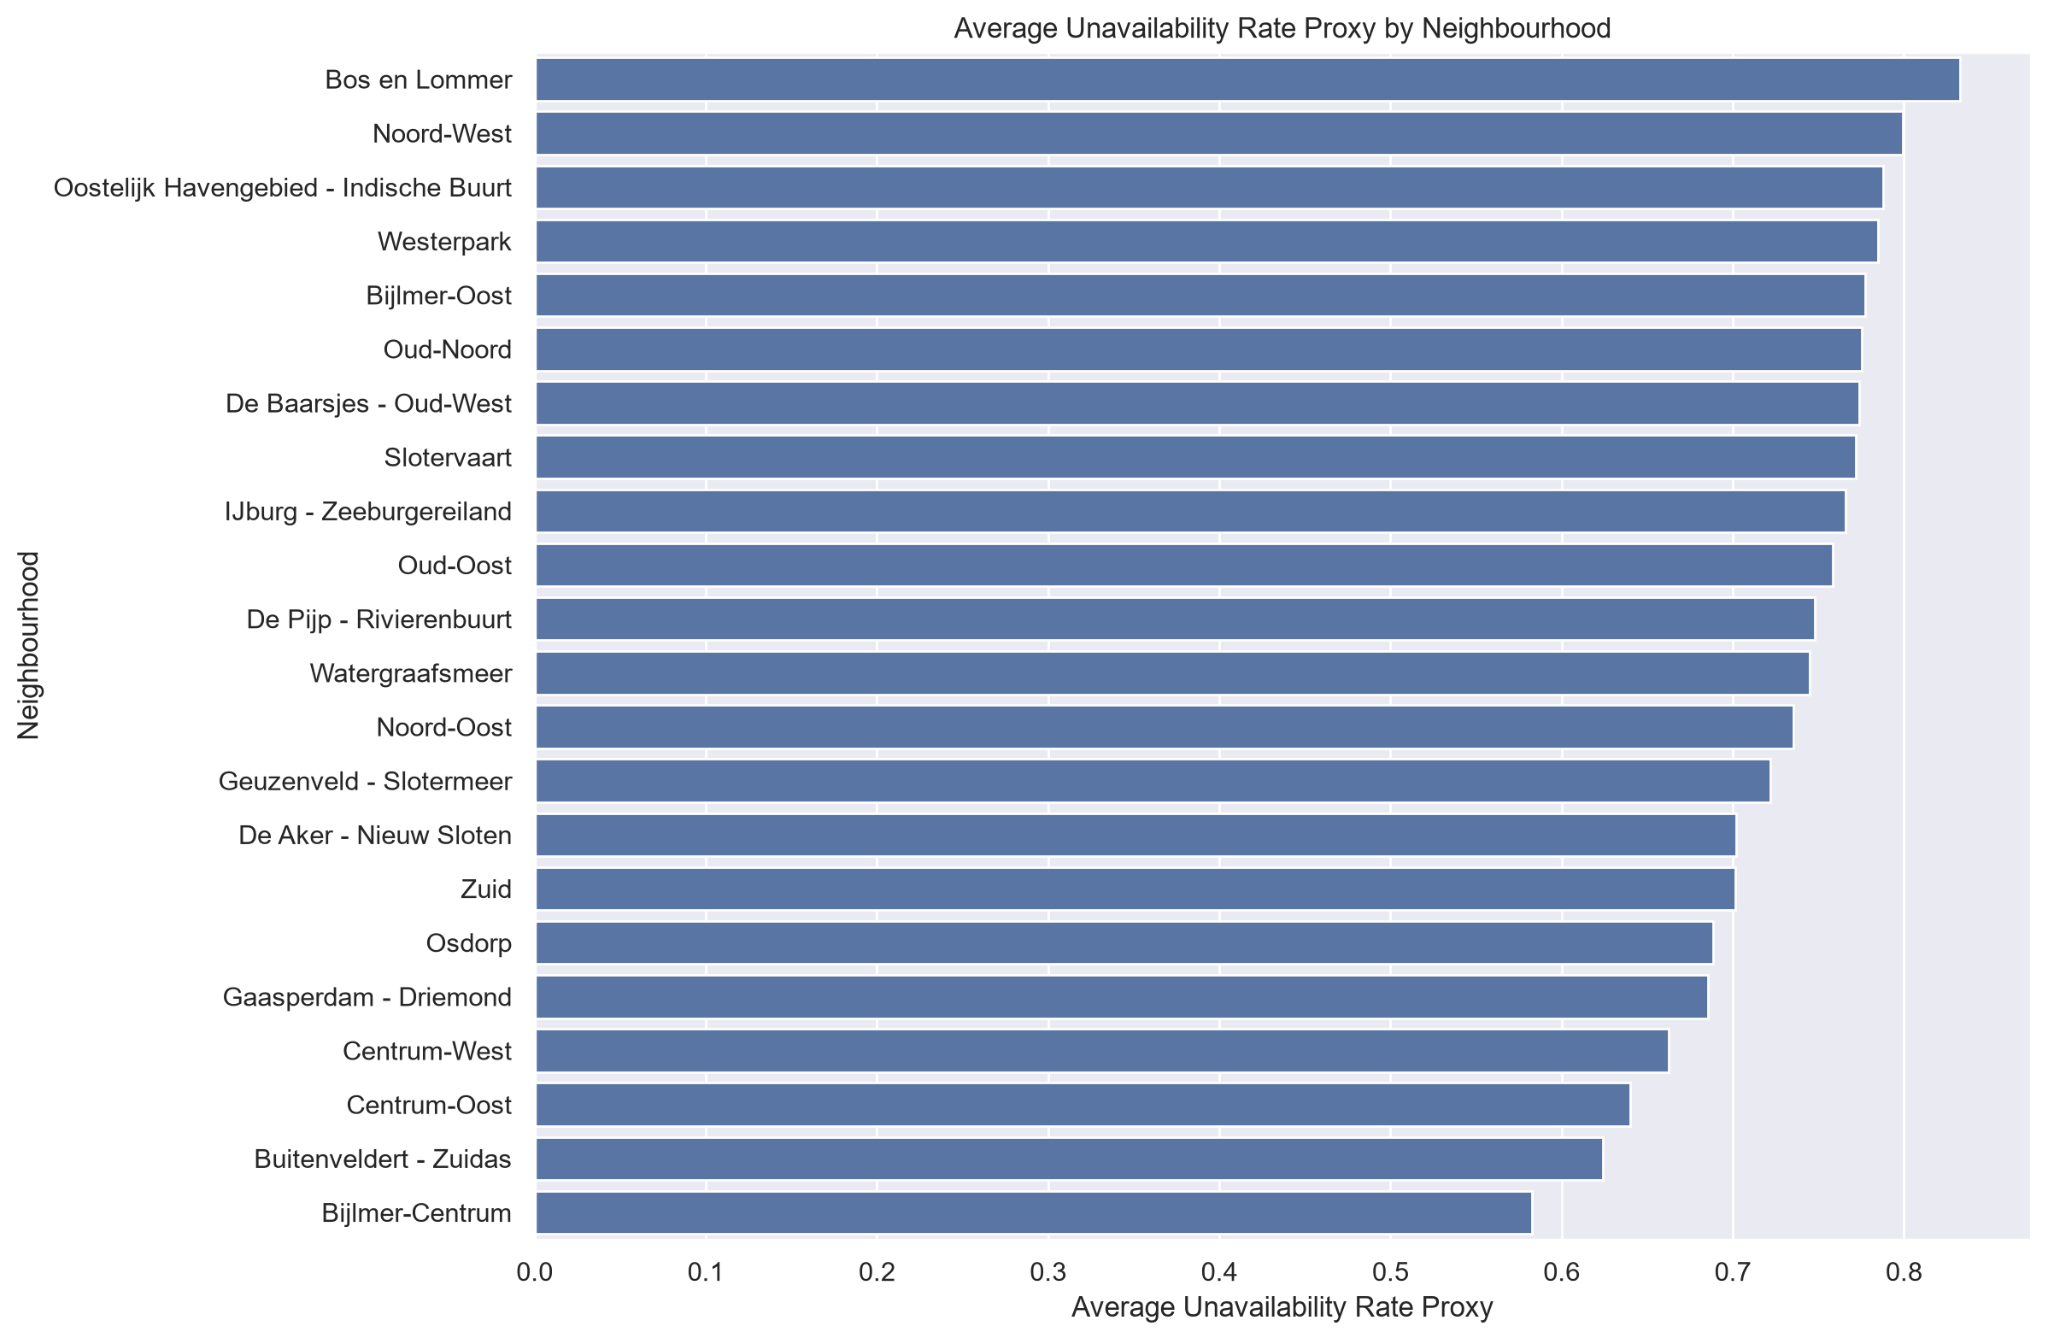 Average Unavailability Rate Proxy by Neighbourhood
Neighbourhood
Bos en Lommer
Noord-West
Oostelijk Havengebied - Indische Buurt
Westerpark
Bijlmer-Oost
Oud-Noord
De Baarsjes - Oud-West
Slotervaart
IJburg - Zeeburgereiland
Oud-Oost
De Pijp - Rivierenbuurt
Watergraafsmeer
Noord-Oost
Geuzenveld - Slotermeer
De Aker - Nieuw Sloten
Zuid
Osdorp
Gaasperdam - Driemond
Centrum-West
Centrum-Oost
Buitenveldert - Zuidas
Bijlmer-Centrum
0.0 0.1 0.2 0.3 0.4 0.5 0.6 0.7 0.8
Average Unavailability Rate Proxy